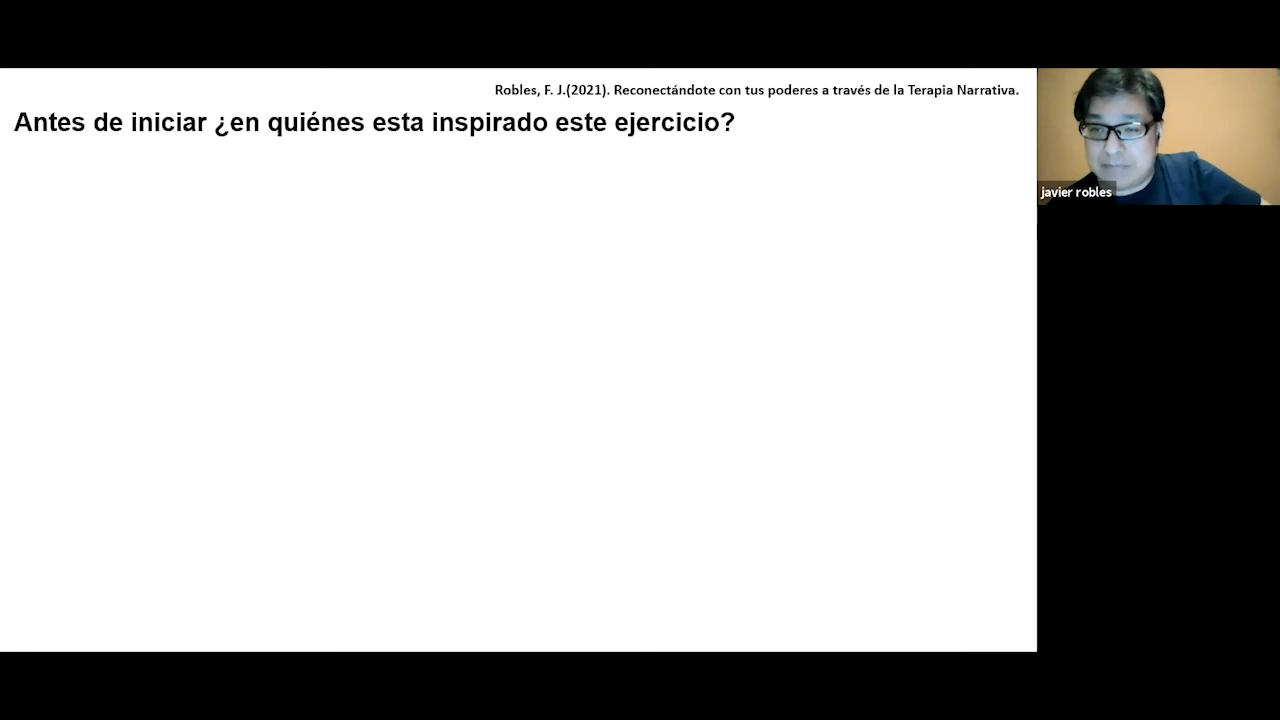 Robles, F. J.(2021). Reconectándote con tus poderes a través de la Terapia Narrativa.
Antes de iniciar ¿en quiénes esta inspirado este ejercicio?
javier robles